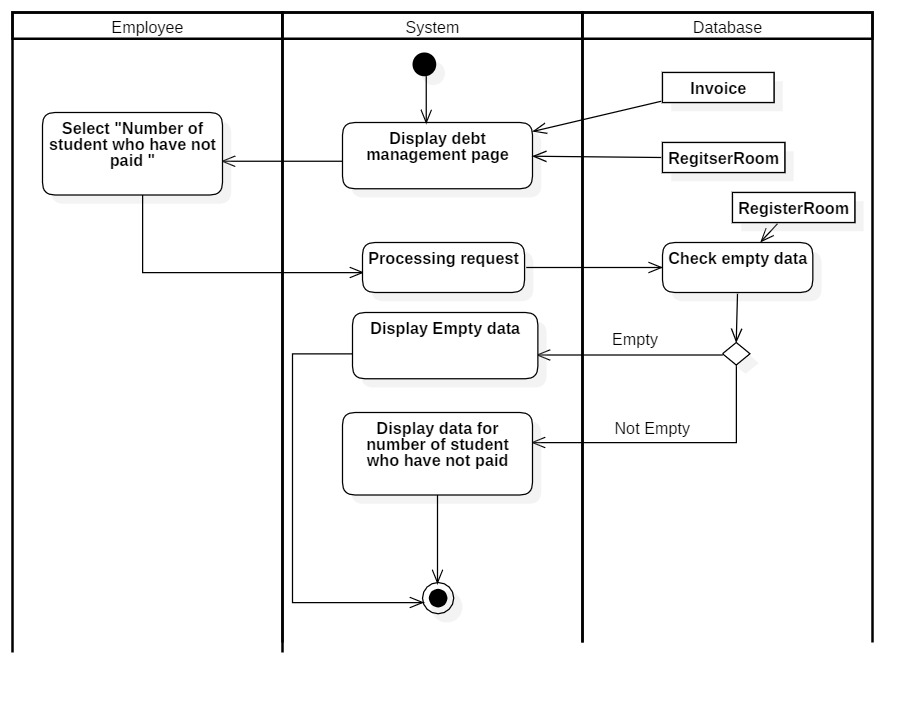 Employee
System
Database
Invoice
Select "Number of
student who have not
paid "
Display debt
management page
RegitserRoom
RegisterRoom
Processing request
Check empty data
Display Empty data
Empty
Display data for
number of student
who have not paid
Not Empty